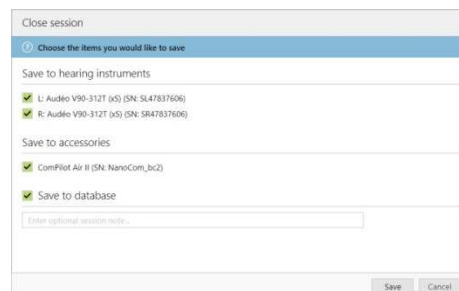 Close session
Choose the items you would like to save
Save to hearing instruments
L: Audéo V90-312T (xS) (SN: SL47837606)
R: Audéo V90-312T (xS) (SN: SR47837606)
Save to accessories
ComPilot Air II (SN: NanoCom_bc2)
Save to database
Enter optional session note...
Save Cancel